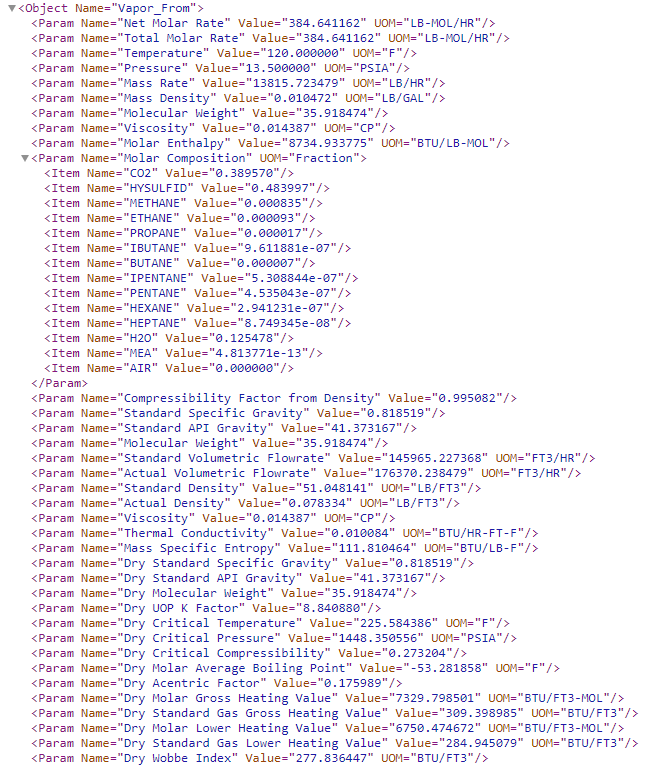 <Object Name="Vapor_From">
<Param Name="Net Molar Rate" Value="384.641162" UOM="LB-MOL/HR"/>
<Param Name="Total Molar Rate" Value="384.641162" UOM="LB-MOL/HR"/>
<Param Name="Temperature" Value="120.000000" UOM="F"/>
<Param Name="Pressure" Value="13.500000" UOM="PSIA"/>
<Param Name="Mass Rate" Value="13815.723479" UOM="LB/HR"/>
<Param Name="Mass Density" Value="0.010472" UOM="LB/GAL"/>
<Param Name="Molecular Weight" Value="35.918474"/>
<Param Name="Viscosity" Value="0.014387" UOM="CP"/>
<Param Name="Molar Enthalpy" Value="8734.933775" UOM="BTU/LB-MOL"/>
<Param Name="Molar Composition" UOM="Fraction">
<Item Name="CO2" Value="0.389570"/>
<Item Name="HYSULFID" Value="0.483997"/>
<Item Name="METHANE" Value="0.000835"/>
<Item Name="ETHANE" Value="0.000093"/>
<Item Name="PROPANE" Value="0.000017"/>
<Item Name="IBUTANE" Value="9.611881e-07"/>
<Item Name="BUTANE" Value="0.000007"/>
<Item Name="IPENTANE" Value="5.308844e-07"/>
<Item Name="PENTANE" Value="4.535043e-07"/>
<Item Name="HEXANE" Value="2.941231e-07"/>
<Item Name="HEPTANE" Value="8.749345e-08"/>
<Item Name="H2O" Value="0.125478"/>
<Item Name="MEA" Value="4.813771e-13"/>
<Item Name="AIR" Value="0.000000"/>
</Param>
<Param Name="Compressibility Factor from Density" Value="0.995082"/>
<Param Name="Standard Specific Gravity" Value="0.818519"/>
<Param Name="Standard API Gravity" Value="41.373167"/>
<Param Name="Molecular Weight" Value="35.918474"/>
<Param Name="Standard Volumetric Flowrate" Value="145965.227368" UOM="FT3/HR"/>
<Param Name="Actual Volumetric Flowrate" Value="176370.238479" UOM="FT3/HR"/>
<Param Name="Standard Density" Value="51.048141" UOM="LB/FT3"/>
<Param Name="Actual Density" Value="0.078334" UOM="LB/FT3"/>
<Param Name="Viscosity" Value="0.014387" UOM="CP"/>
<Param Name="Thermal Conductivity" Value="0.010084" UOM="BTU/HR-FT-F"/>
<Param Name="Mass Specific Entropy" Value="111.810464" UOM="BTU/LB-F"/>
<Param Name="Dry Standard Specific Gravity" Value="0.818519"/>
<Param Name="Dry Standard API Gravity" Value="41.373167"/>
<Param Name="Dry Molecular Weight" Value="35.918474"/>
<Param Name="Dry UOP K Factor" Value="8.840880"/>
<Param Name="Dry Critical Temperature" Value="225.584386" UOM="F"/>
<Param Name="Dry Critical Pressure" Value="1448.350556" UOM="PSIA"/>
<Param Name="Dry Critical Compressibility" Value="0.273204"/>
<Param Name="Dry Molar Average Boiling Point" Value="-53.281858" UOM="F"/>
<Param Name="Dry Acentric Factor" Value="0.175989"/>
<Param Name="Dry Molar Gross Heating Value" Value="7329.798501" UOM="BTU/FT3-MOL"/>
<Param Name="Dry Standard Gas Gross Heating Value" Value="309.398985" UOM="BTU/FT3"/>
<Param Name="Dry Molar Lower Heating Value" Value="6750.474672" UOM="BTU/FT3-MOL"/>
<Param Name="Dry Standard Gas Lower Heating Value" Value="284.945079" UOM="BTU/FT3"/>
<Param Name="Dry Wobbe Index" Value="277.836447" UOM="BTU/FT3"/>